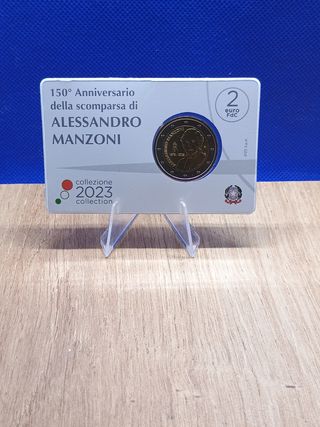 150° Anniversario
della scomparsa di
ALESSANDRO
MANZONI
2
euro
FdC
collezione
2023
collection